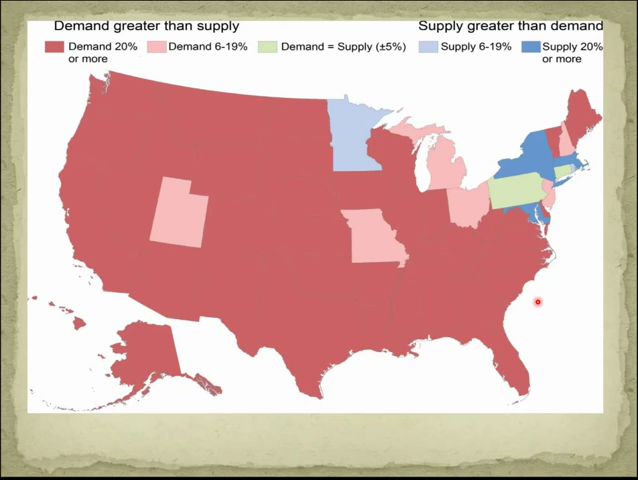 Demand greater than supply
Supply greater than demand
Demand 20% or more
Demand 6-19%
Demand = Supply (±5%)
Supply 6-19%
Supply 20% or more